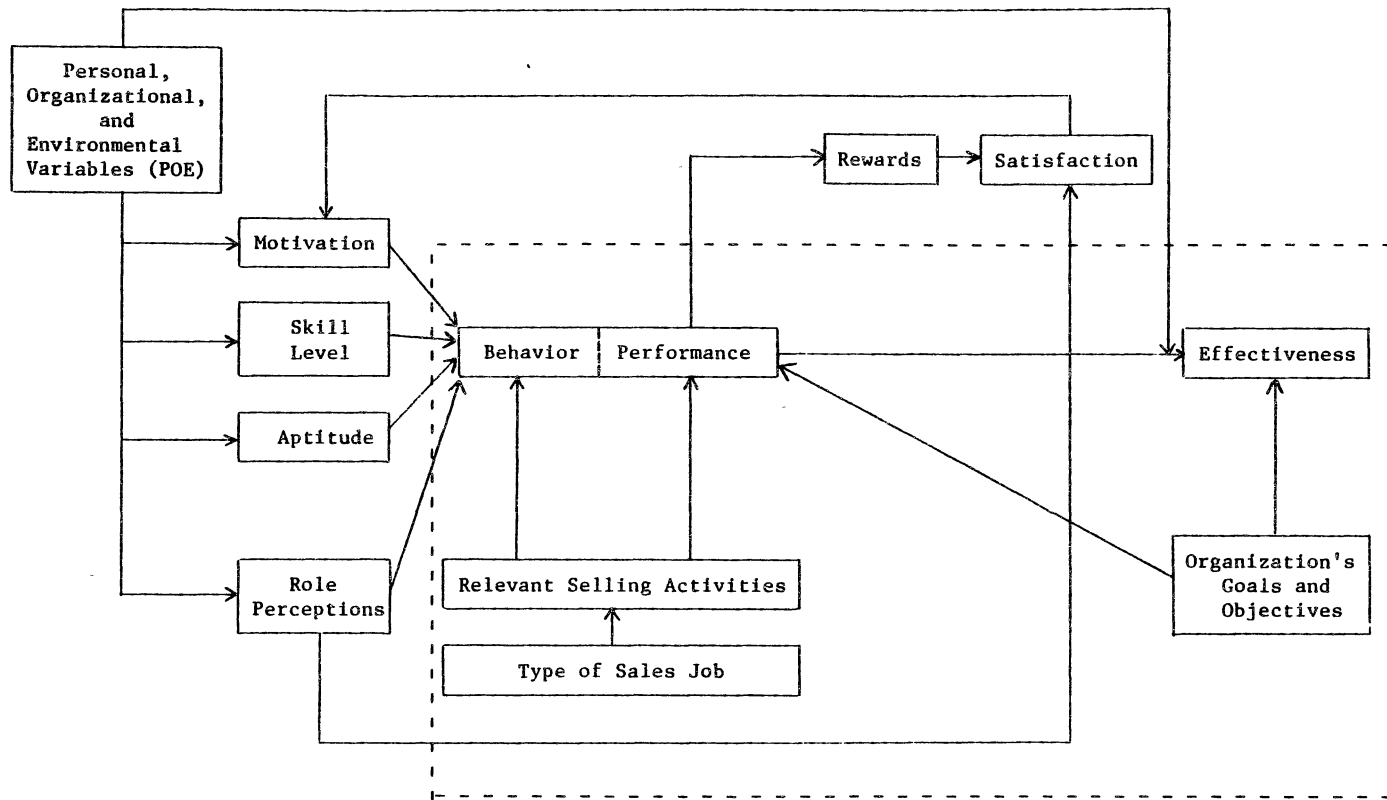 Personal,
Organizational,
and
Environmental
Variables (POE)
Rewards
Satisfaction
Motivation
Skill
Level
Behavior
Performance
Effectiveness
Aptitude
Role
Perceptions
Relevant Selling Activities
Organization's
Goals and
Objectives
Type of Sales Job